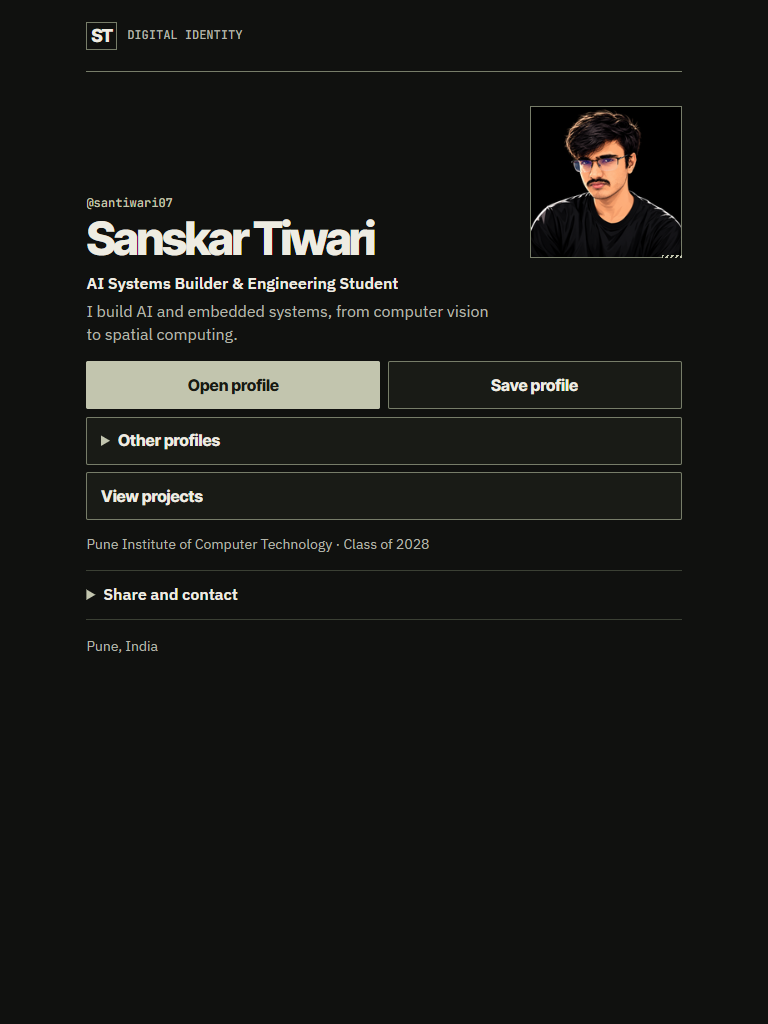 ST DIGITAL IDENTITY
@santiwari07
Sanskar Tiwari
AI Systems Builder & Engineering Student
I build AI and embedded systems, from computer vision
to spatial computing.
Open profile Save profile
Other profiles
View projects
Pune Institute of Computer Technology · Class of 2028
Share and contact
Pune, India